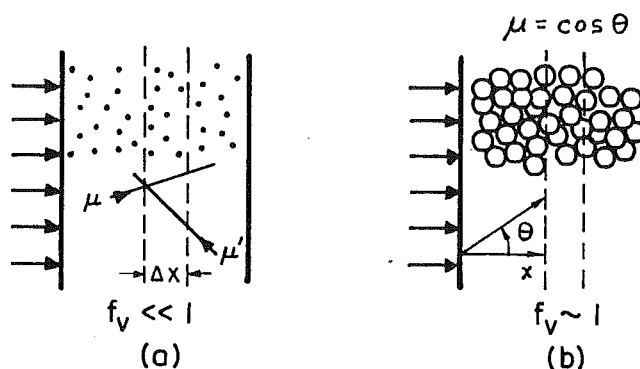 μ = cos θ
μ
μ'
Δx
θ
x
f_v << 1
f_v ~ 1
(a)
(b)